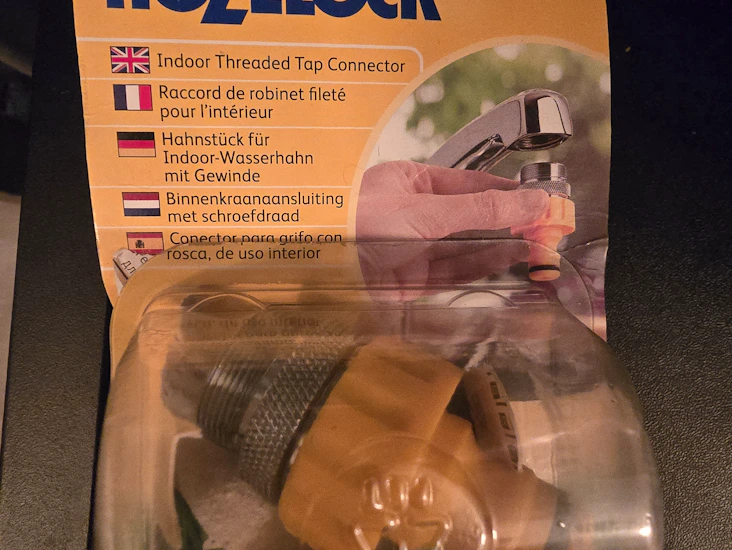 HOZELOCK
Indoor Threaded Tap Connector
Raccord de robinet fileté
pour l'intérieur
Hahnstück für
Indoor-Wasserhahn
mit Gewinde
Binnenkraanaansluiting
met schroefdraad
Conector para grifo con
rosca, de uso interior